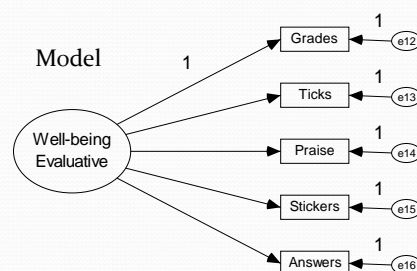 1
Grades
e12
Model
1
1
Ticks
e13
Well-being
Evaluative
1
Praise
e14
1
Stickers
e15
1
Answers
e16